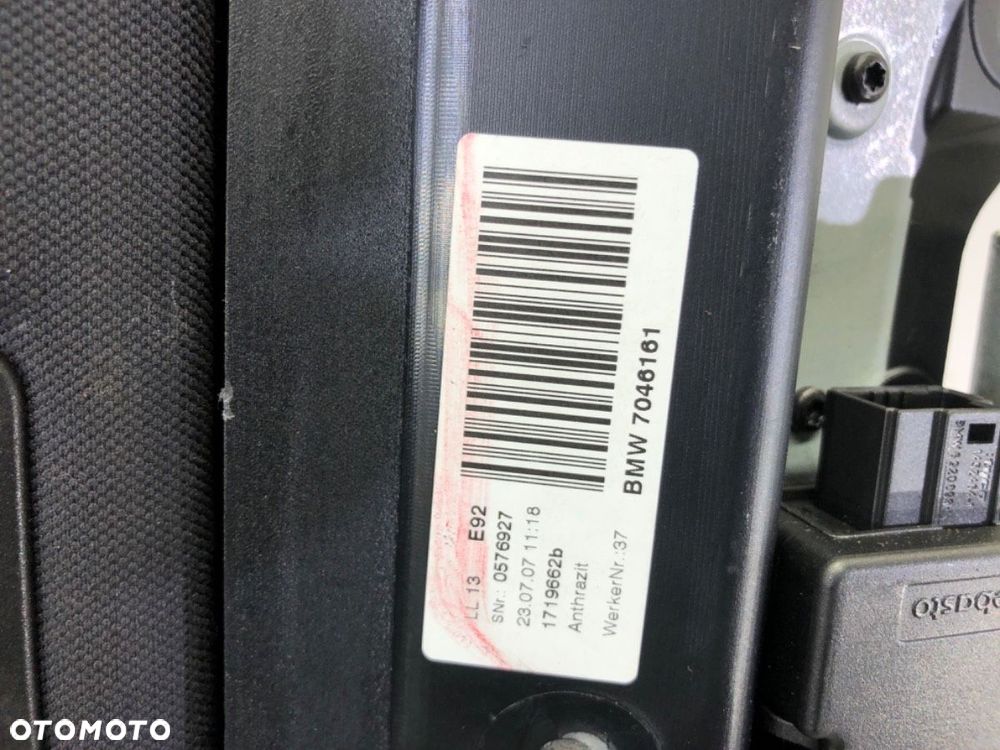 LL 13 E92
SNr.: 0576927
23.07.07 11:18
1719662b
Anthrazit
WerkerNr.:37
BMW 7046161
OTOMOTO